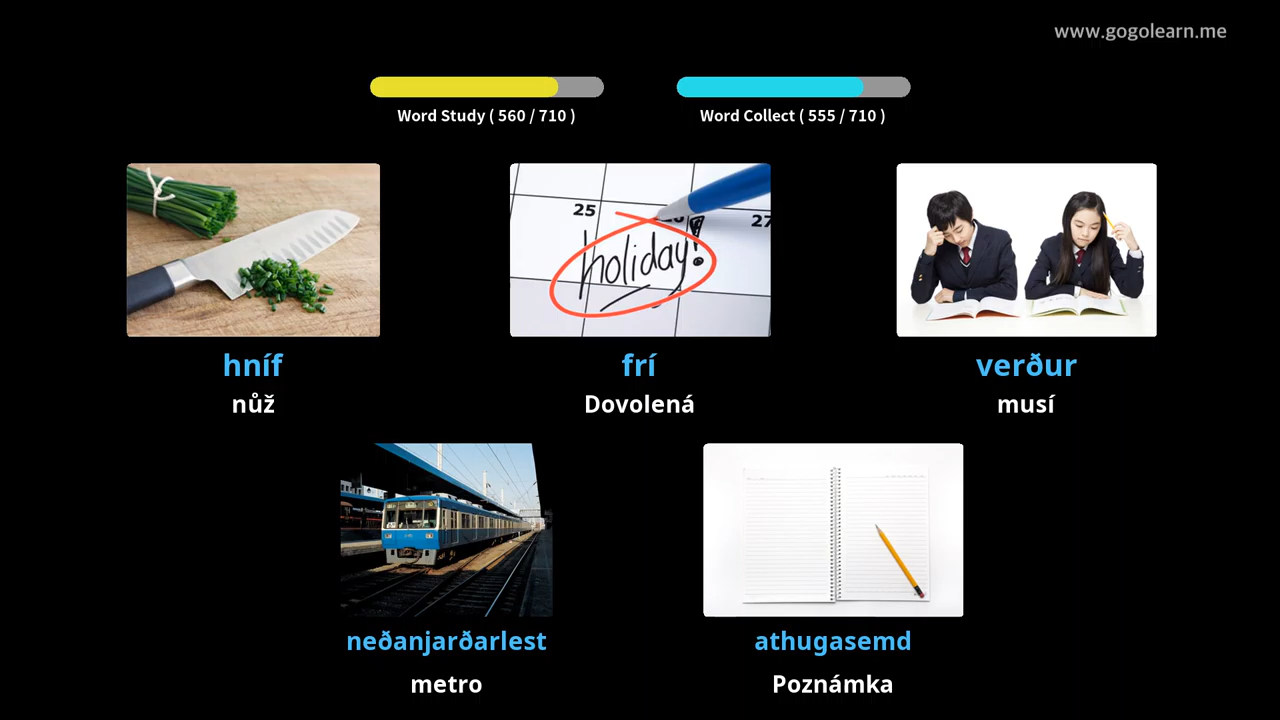 www.gogolearn.me
Word Study ( 560 / 710 )
Word Collect ( 555 / 710 )
25
27
holiday!
hníf
frí
verður
nůž
Dovolená
musí
neðanjarðarlest
athugasemd
metro
Poznámka